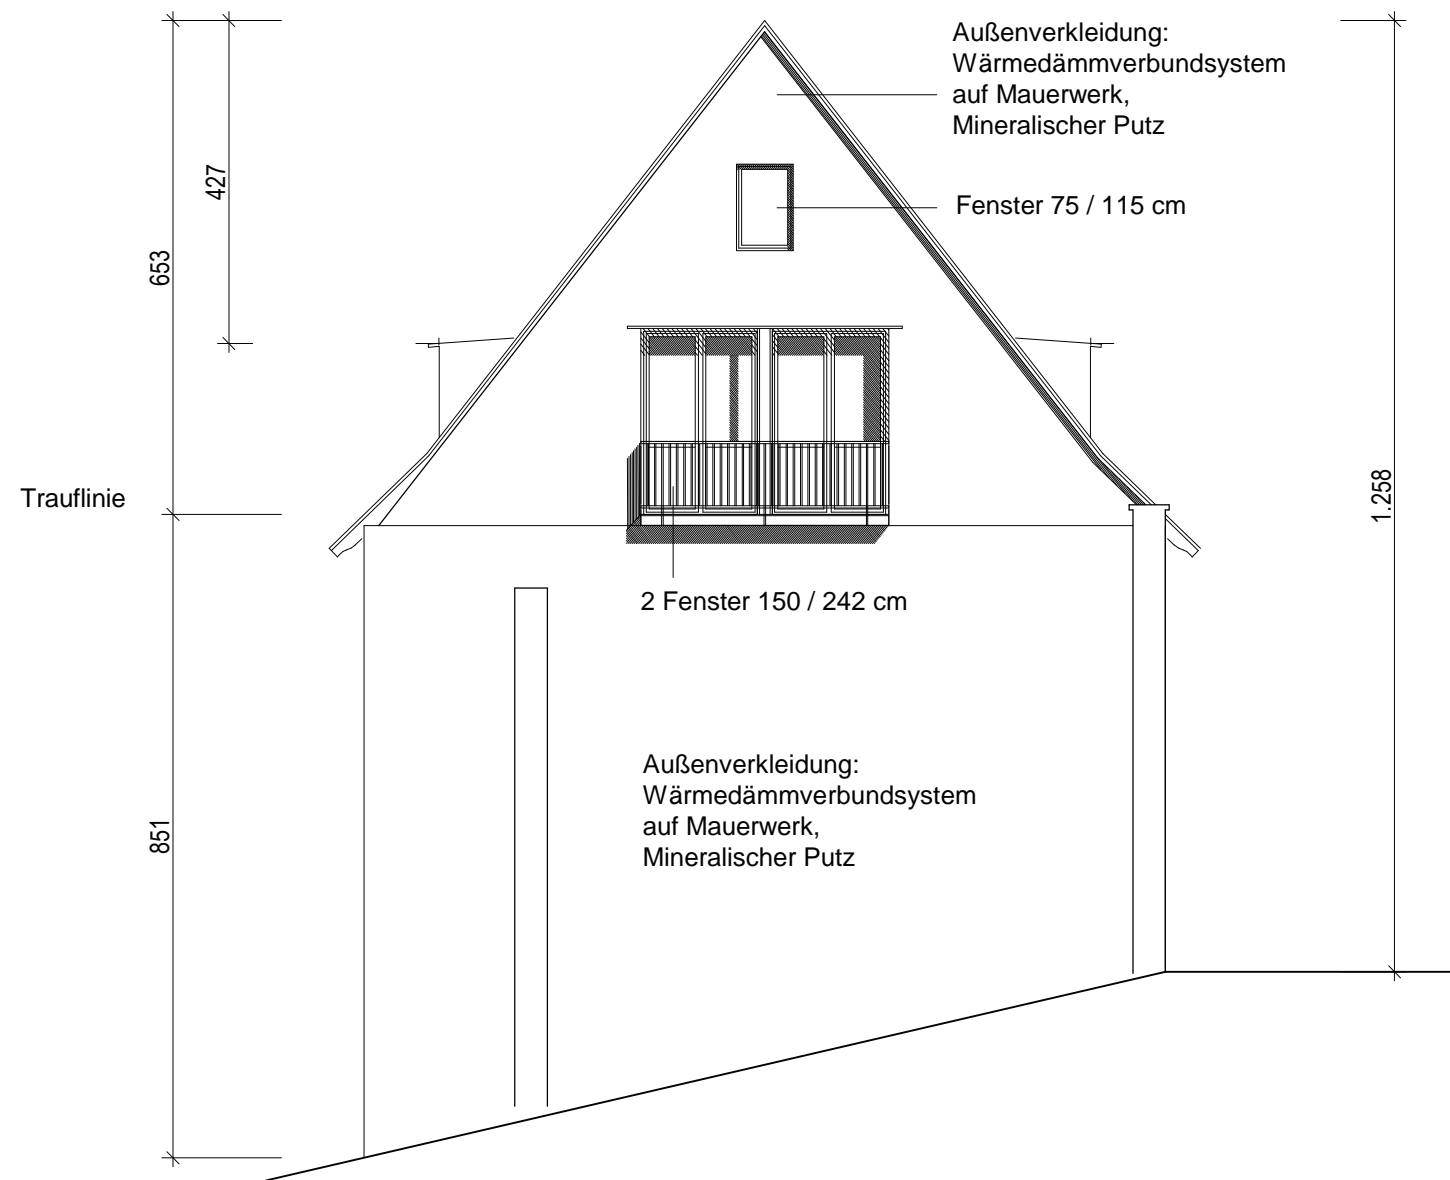 Außenverkleidung:
Wärmedämmverbundsystem
auf Mauerwerk,
Mineralischer Putz
427
Fenster 75 / 115 cm
653
Trauflinie
1.258
2 Fenster 150 / 242 cm
Außenverkleidung:
Wärmedämmverbundsystem
auf Mauerwerk,
Mineralischer Putz
851